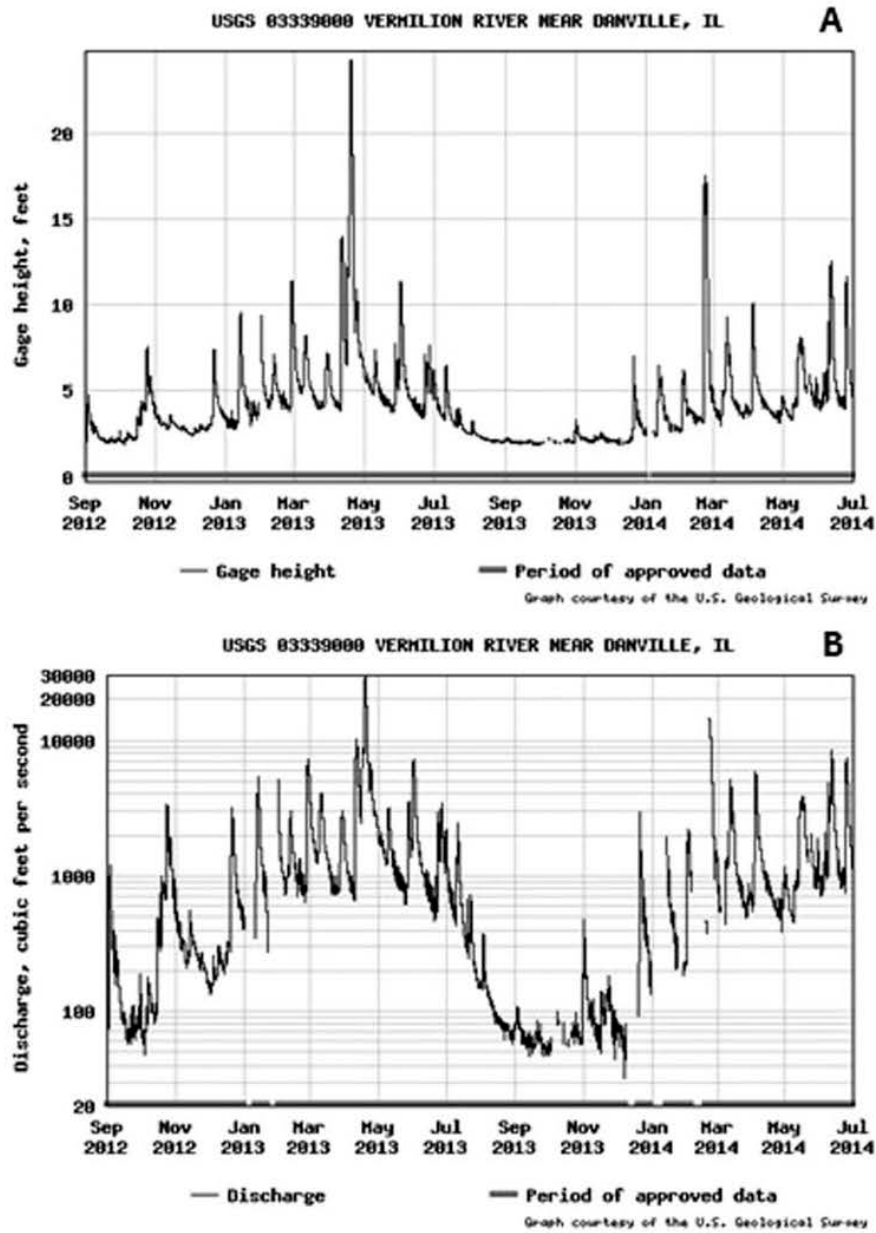 USGS 03339000 VERMILION RIVER NEAR DANVILLE, IL
A
Gage height, feet
20
15
10
5
0
Sep Nov Jan Mar May Jul Sep Nov Jan Mar May Jul
2012 2012 2013 2013 2013 2013 2013 2013 2014 2014 2014 2014
Gage height Period of approved data
Graph courtesy of the U.S. Geological Survey
USGS 03339000 VERMILION RIVER NEAR DANVILLE, IL
B
Discharge, cubic feet per second
30000
20000
10000
1000
100
20
Sep Nov Jan Mar May Jul Sep Nov Jan Mar May Jul
2012 2012 2013 2013 2013 2013 2013 2013 2014 2014 2014 2014
Discharge Period of approved data
Graph courtesy of the U.S. Geological Survey